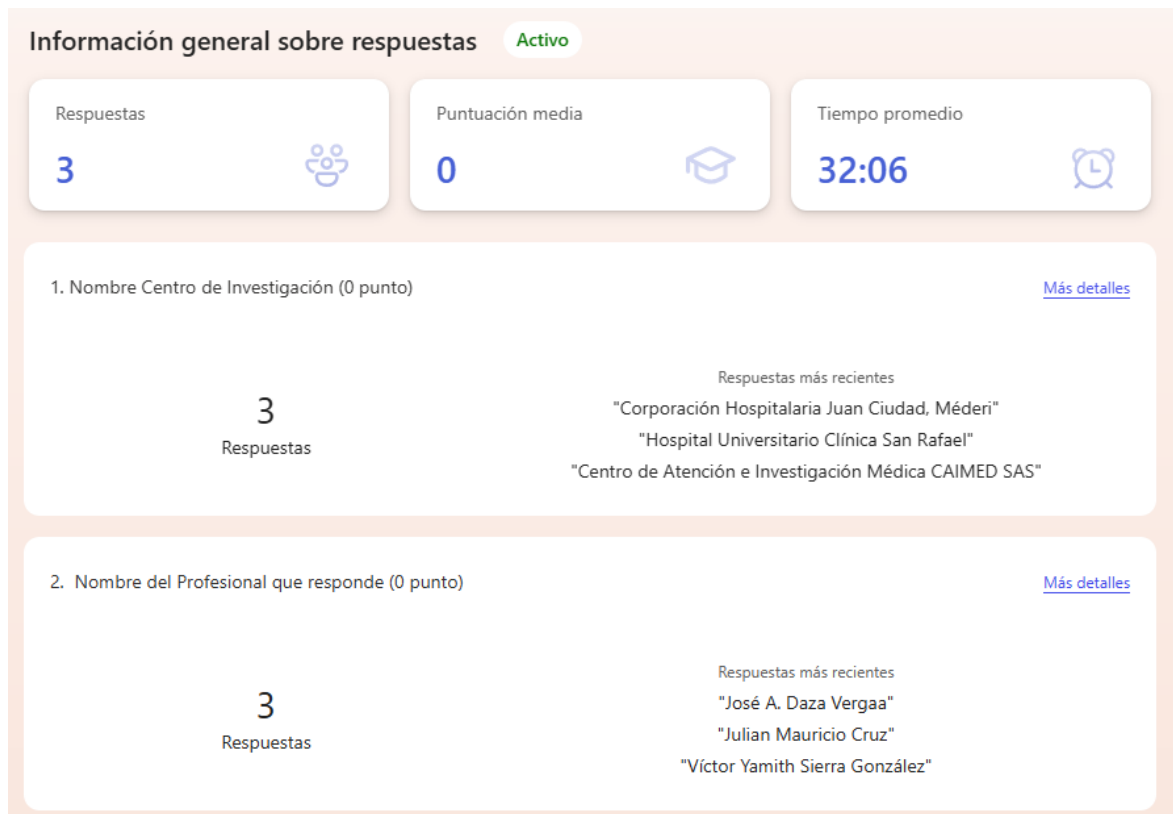 Información general sobre respuestas Activo
Respuestas Puntuación media Tiempo promedio
3 0 32:06
1. Nombre Centro de Investigación (0 punto) Más detalles
3
Respuestas
Respuestas más recientes
"Corporación Hospitalaria Juan Ciudad, Méderi"
"Hospital Universitario Clínica San Rafael"
"Centro de Atención e Investigación Médica CAIMED SAS"
2. Nombre del Profesional que responde (0 punto) Más detalles
3
Respuestas
Respuestas más recientes
"José A. Daza Vergaa"
"Julian Mauricio Cruz"
"Víctor Yamith Sierra González"